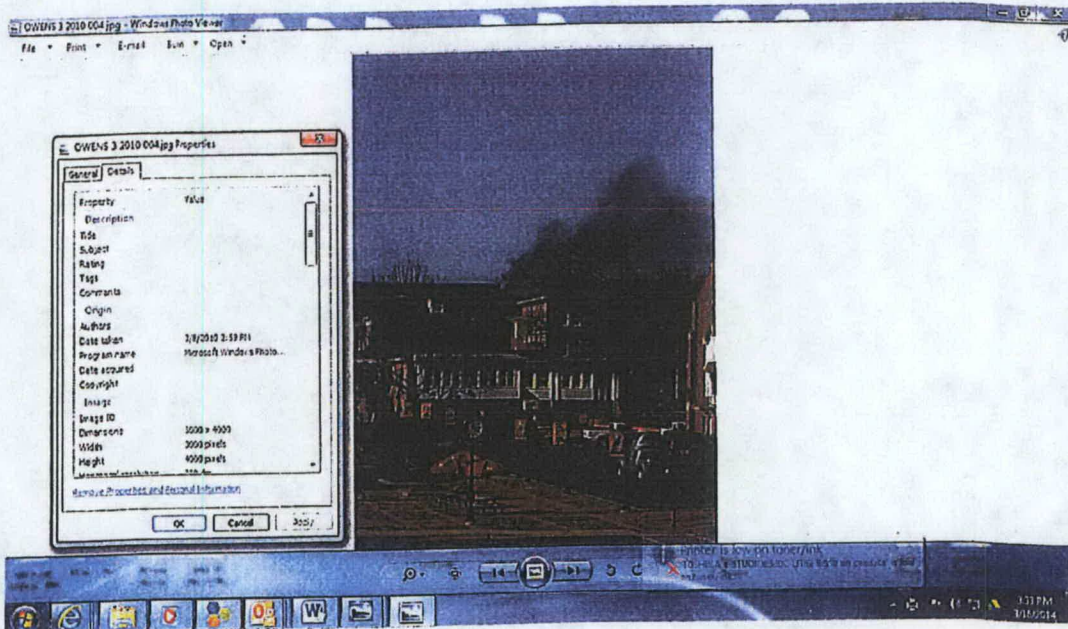 OWENS 3 2010 004.jpg - Windows Photo Viewer
File Print E-mail Burn Open
OWENS 3 2010 004.jpg Properties
General Details
Property Value
Description
Title
Subject
Rating
Tags
Comments
Origin
Authors
Date taken 2:53 PM
Program name Microsoft Windows Photo...
Date acquired
Copyright
Image
Image ID
Dimensions 3000 x 4000
Width 3000 pixels
Height 4000 pixels
Remove Properties and Personal Information
OK Cancel Apply
Printer is low on toner/ink
W
3:33 PM